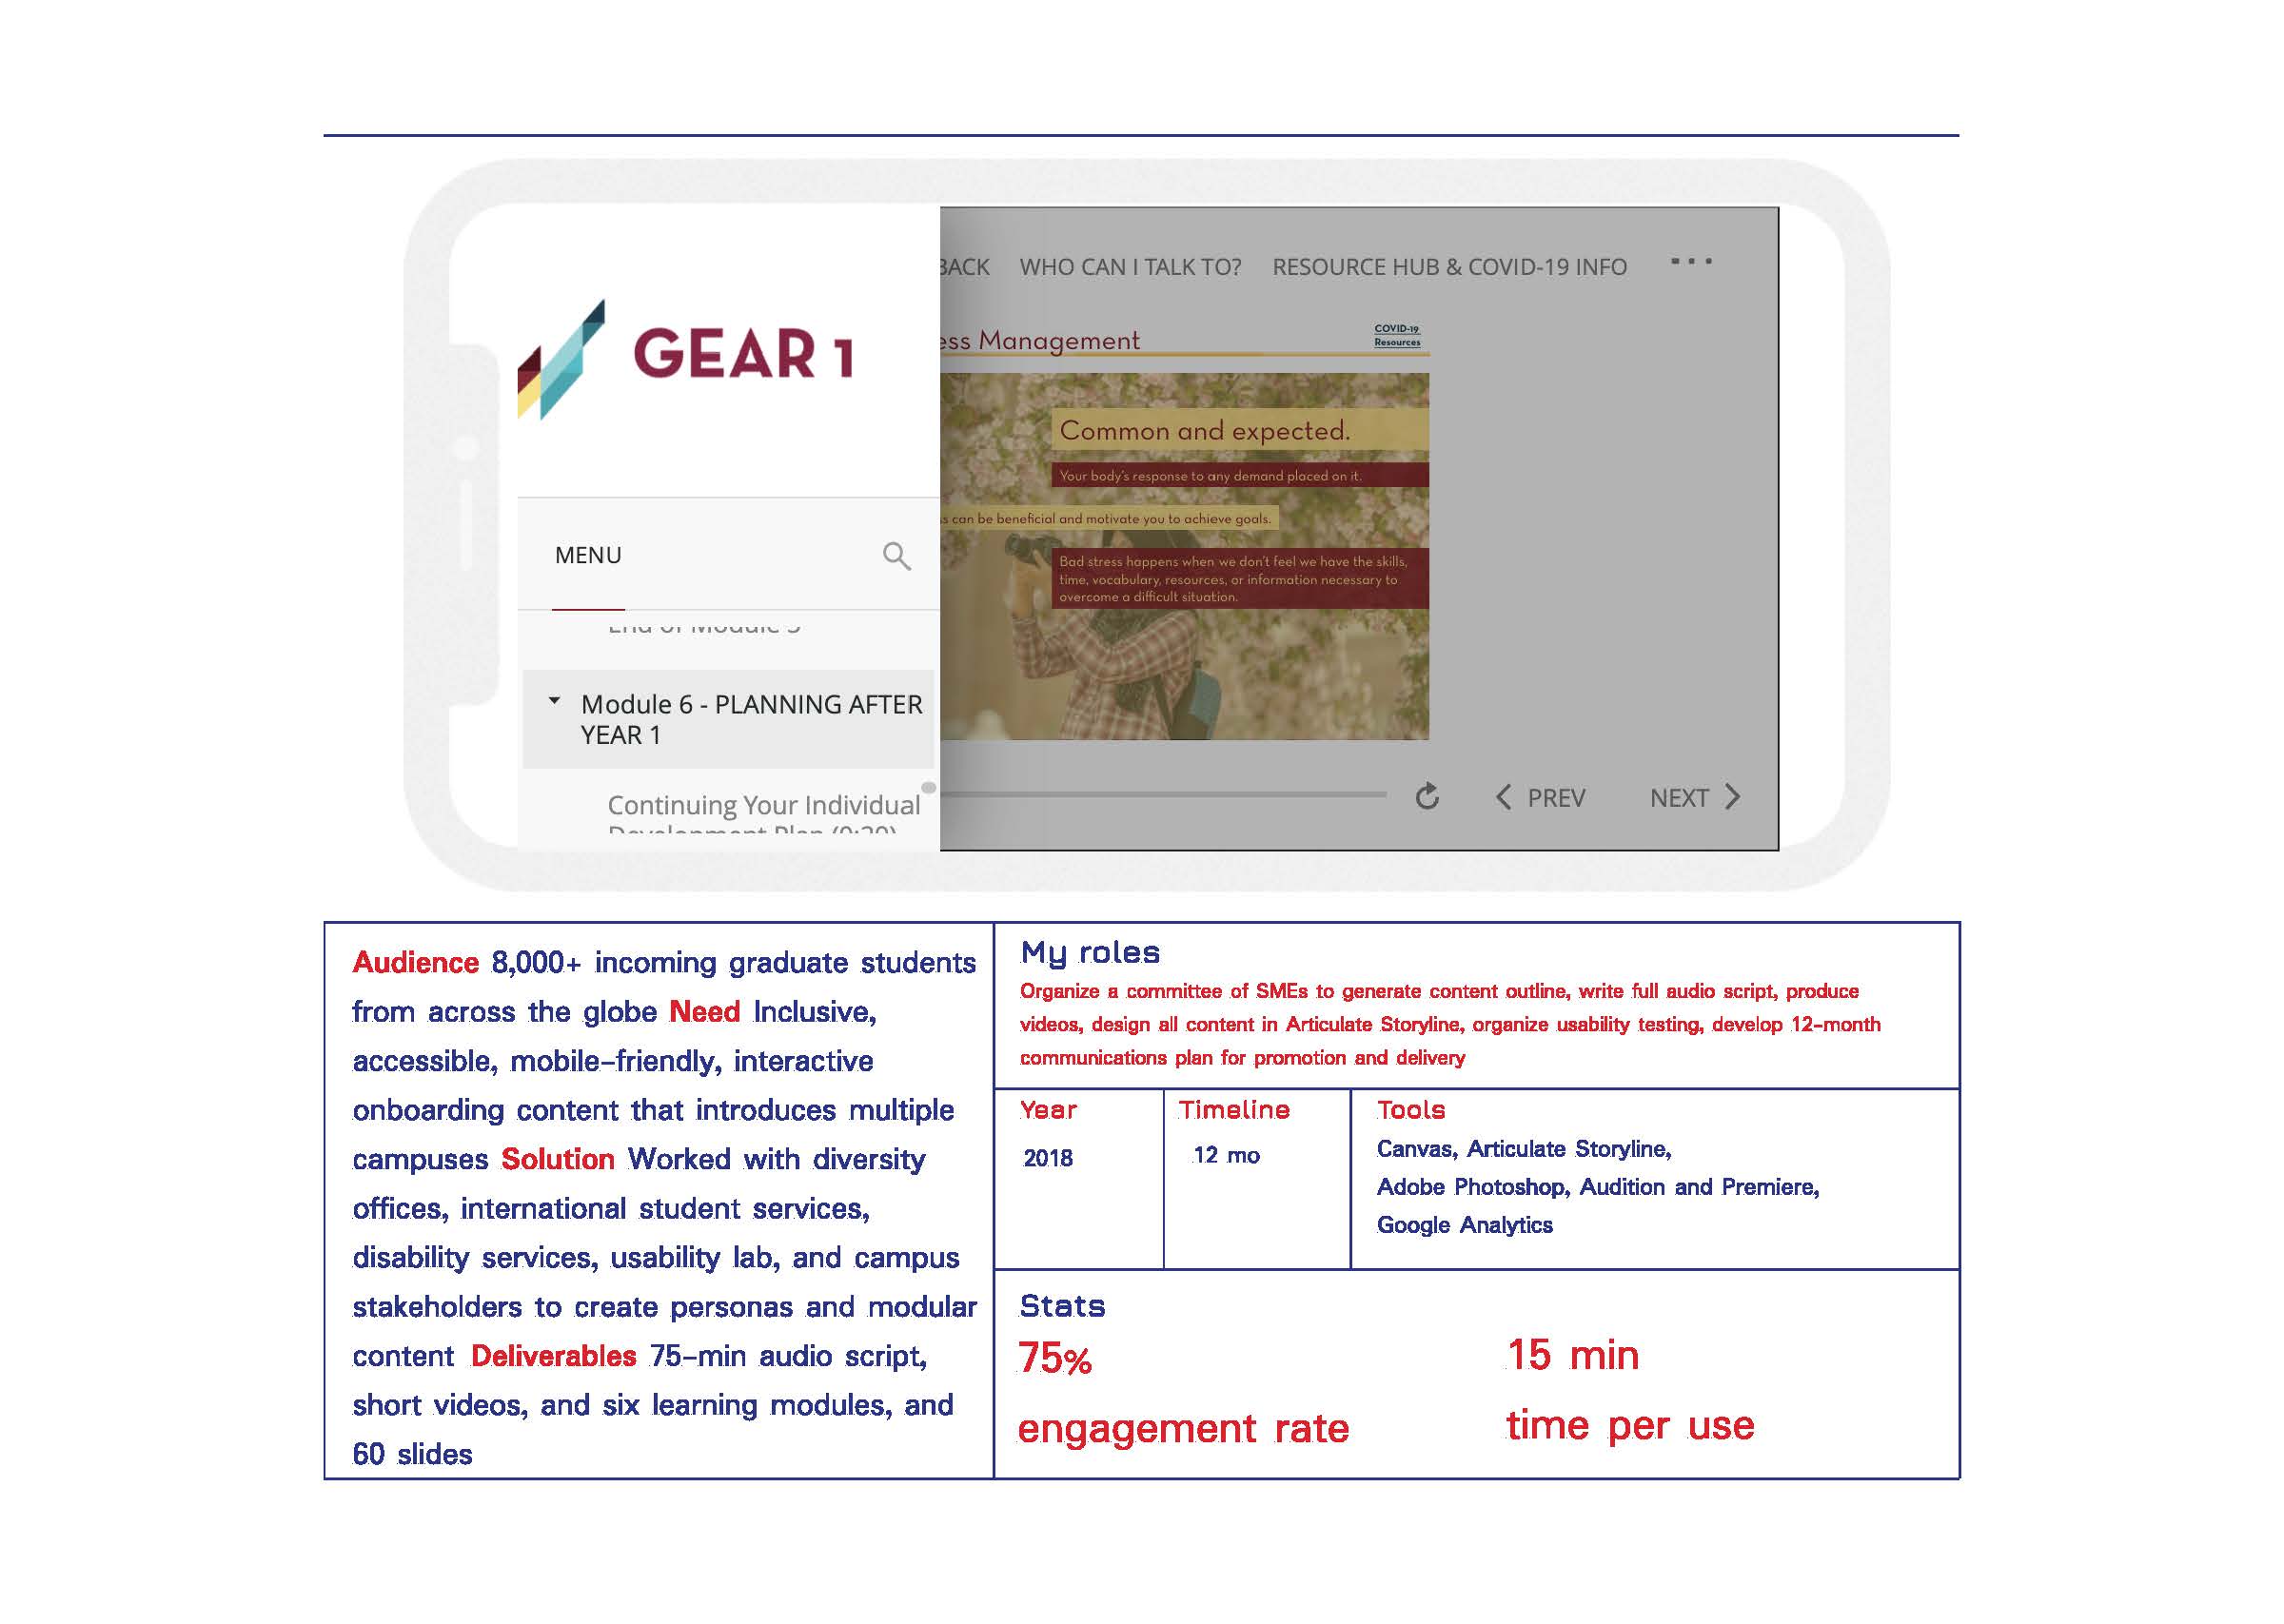 BACK WHO CAN I TALK TO? RESOURCE HUB & COVID-19 INFO ...
GEAR 1
Management
COVID-19
Resources
Common and expected.
Your body's response to any demand placed on it.
can be beneficial and motivate you to achieve goals.
Bad stress happens when we don't feel we have the skills,
time, vocabulary, resources, or information necessary to
overcome a difficult situation.
MENU
End of Module 5
Module 6 - PLANNING AFTER
YEAR 1
Continuing Your Individual
Development Plan (0:20)
PREV NEXT
Audience 8,000+ incoming graduate students
from across the globe Need Inclusive,
accessible, mobile-friendly, interactive
onboarding content that introduces multiple
campuses Solution Worked with diversity
offices, international student services,
disability services, usability lab, and campus
stakeholders to create personas and modular
content Deliverables 75-min audio script,
short videos, and six learning modules, and
60 slides
My roles
Organize a committee of SMEs to generate content outline, write full audio script, produce
videos, design all content in Articulate Storyline, organize usability testing, develop 12-month
communications plan for promotion and delivery
Year
2018
Timeline
12 mo
Tools
Canvas, Articulate Storyline,
Adobe Photoshop, Audition and Premiere,
Google Analytics
Stats
75%
engagement rate
15 min
time per use